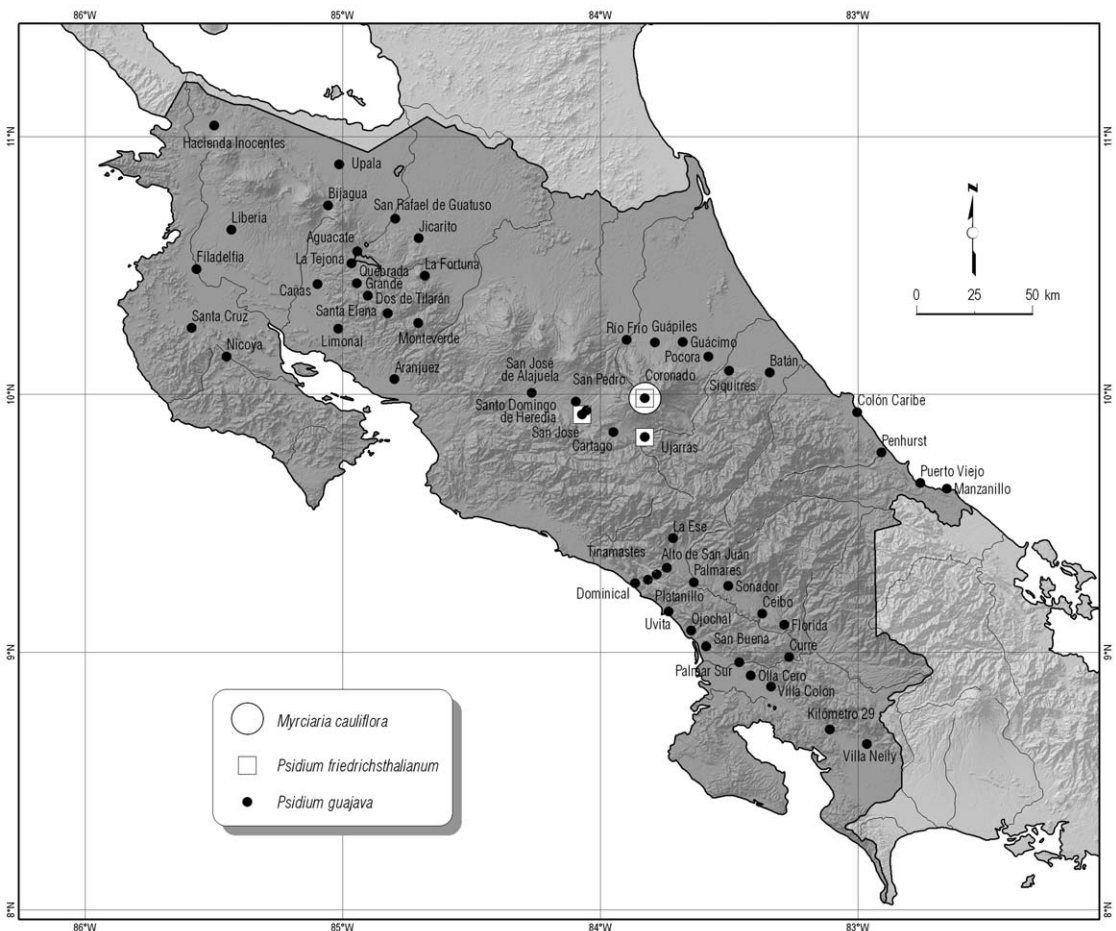 86°W
85°W
84°W
83°W
11°N
11°N
Hacienda Inocentes
Upala
Bijagua
San Rafael de Guatuso
Liberia
Jicarito
Aguacate
La Tejona
Filadelfia
Quebrada
Grande
La Fortuna
Cañas
Dos de Tilarán
Santa Elena
Santa Cruz
Limonal
Monteverde
Nicoya
Aranjuez
N
0 25 50 km
Río Frío
Guápiles
Guácimo
Pocora
Batán
Siquirres
San José
de Alajuela
San Pedro
Coronado
10°N
10°N
Santo Domingo
de Heredia
San José
Cartago
Ujarrás
Colón Caribe
Penhurst
Puerto Viejo
Manzanillo
La Ese
Tinamastes
Alto de San Juan
Palmares
Sonador
Dominical
Platanillo
Ceibo
Uvita
Ojochal
Florida
San Buena
Curre
9°N
9°N
Palmar Sur
Olla Cero
Villa Colón
Kilómetro 29
Villa Neily
Myrciaria cauliflora
Psidium friedrichsthalianum
Psidium guajava
8°N
8°N
86°W
85°W
84°W
83°W